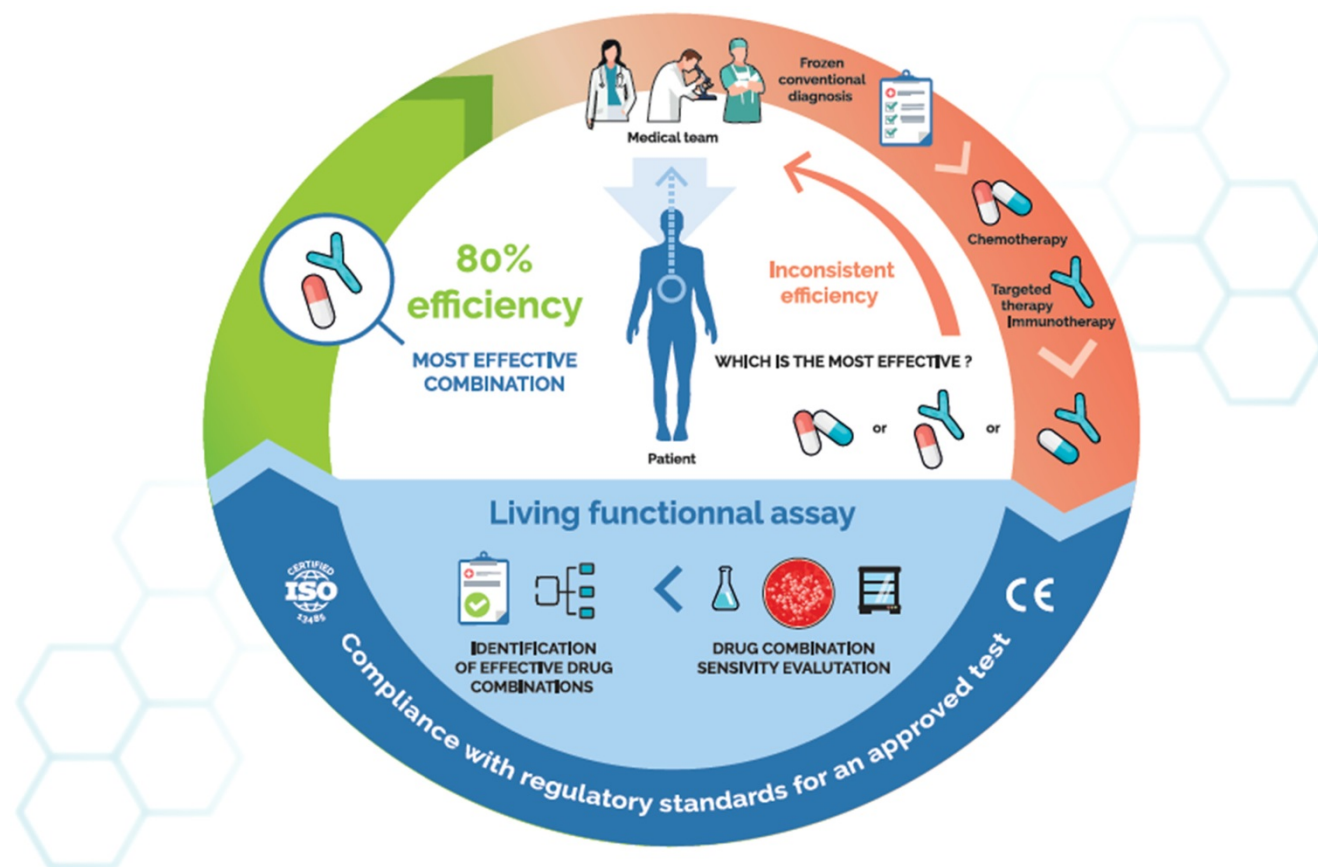 Medical team
Frozen
conventional
diagnosis
Chemotherapy
Targeted
therapy
Immunotherapy
80%
efficiency
MOST EFFECTIVE
COMBINATION
Inconsistent
efficiency
WHICH IS THE MOST EFFECTIVE ?
or
or
Patient
Living functionnal assay
IDENTIFICATION
OF EFFECTIVE DRUG
COMBINATIONS
DRUG COMBINATION
SENSIVITY EVALUTATION
CERTIFIED
ISO
13485
CE
Compliance with regulatory standards for an approved test